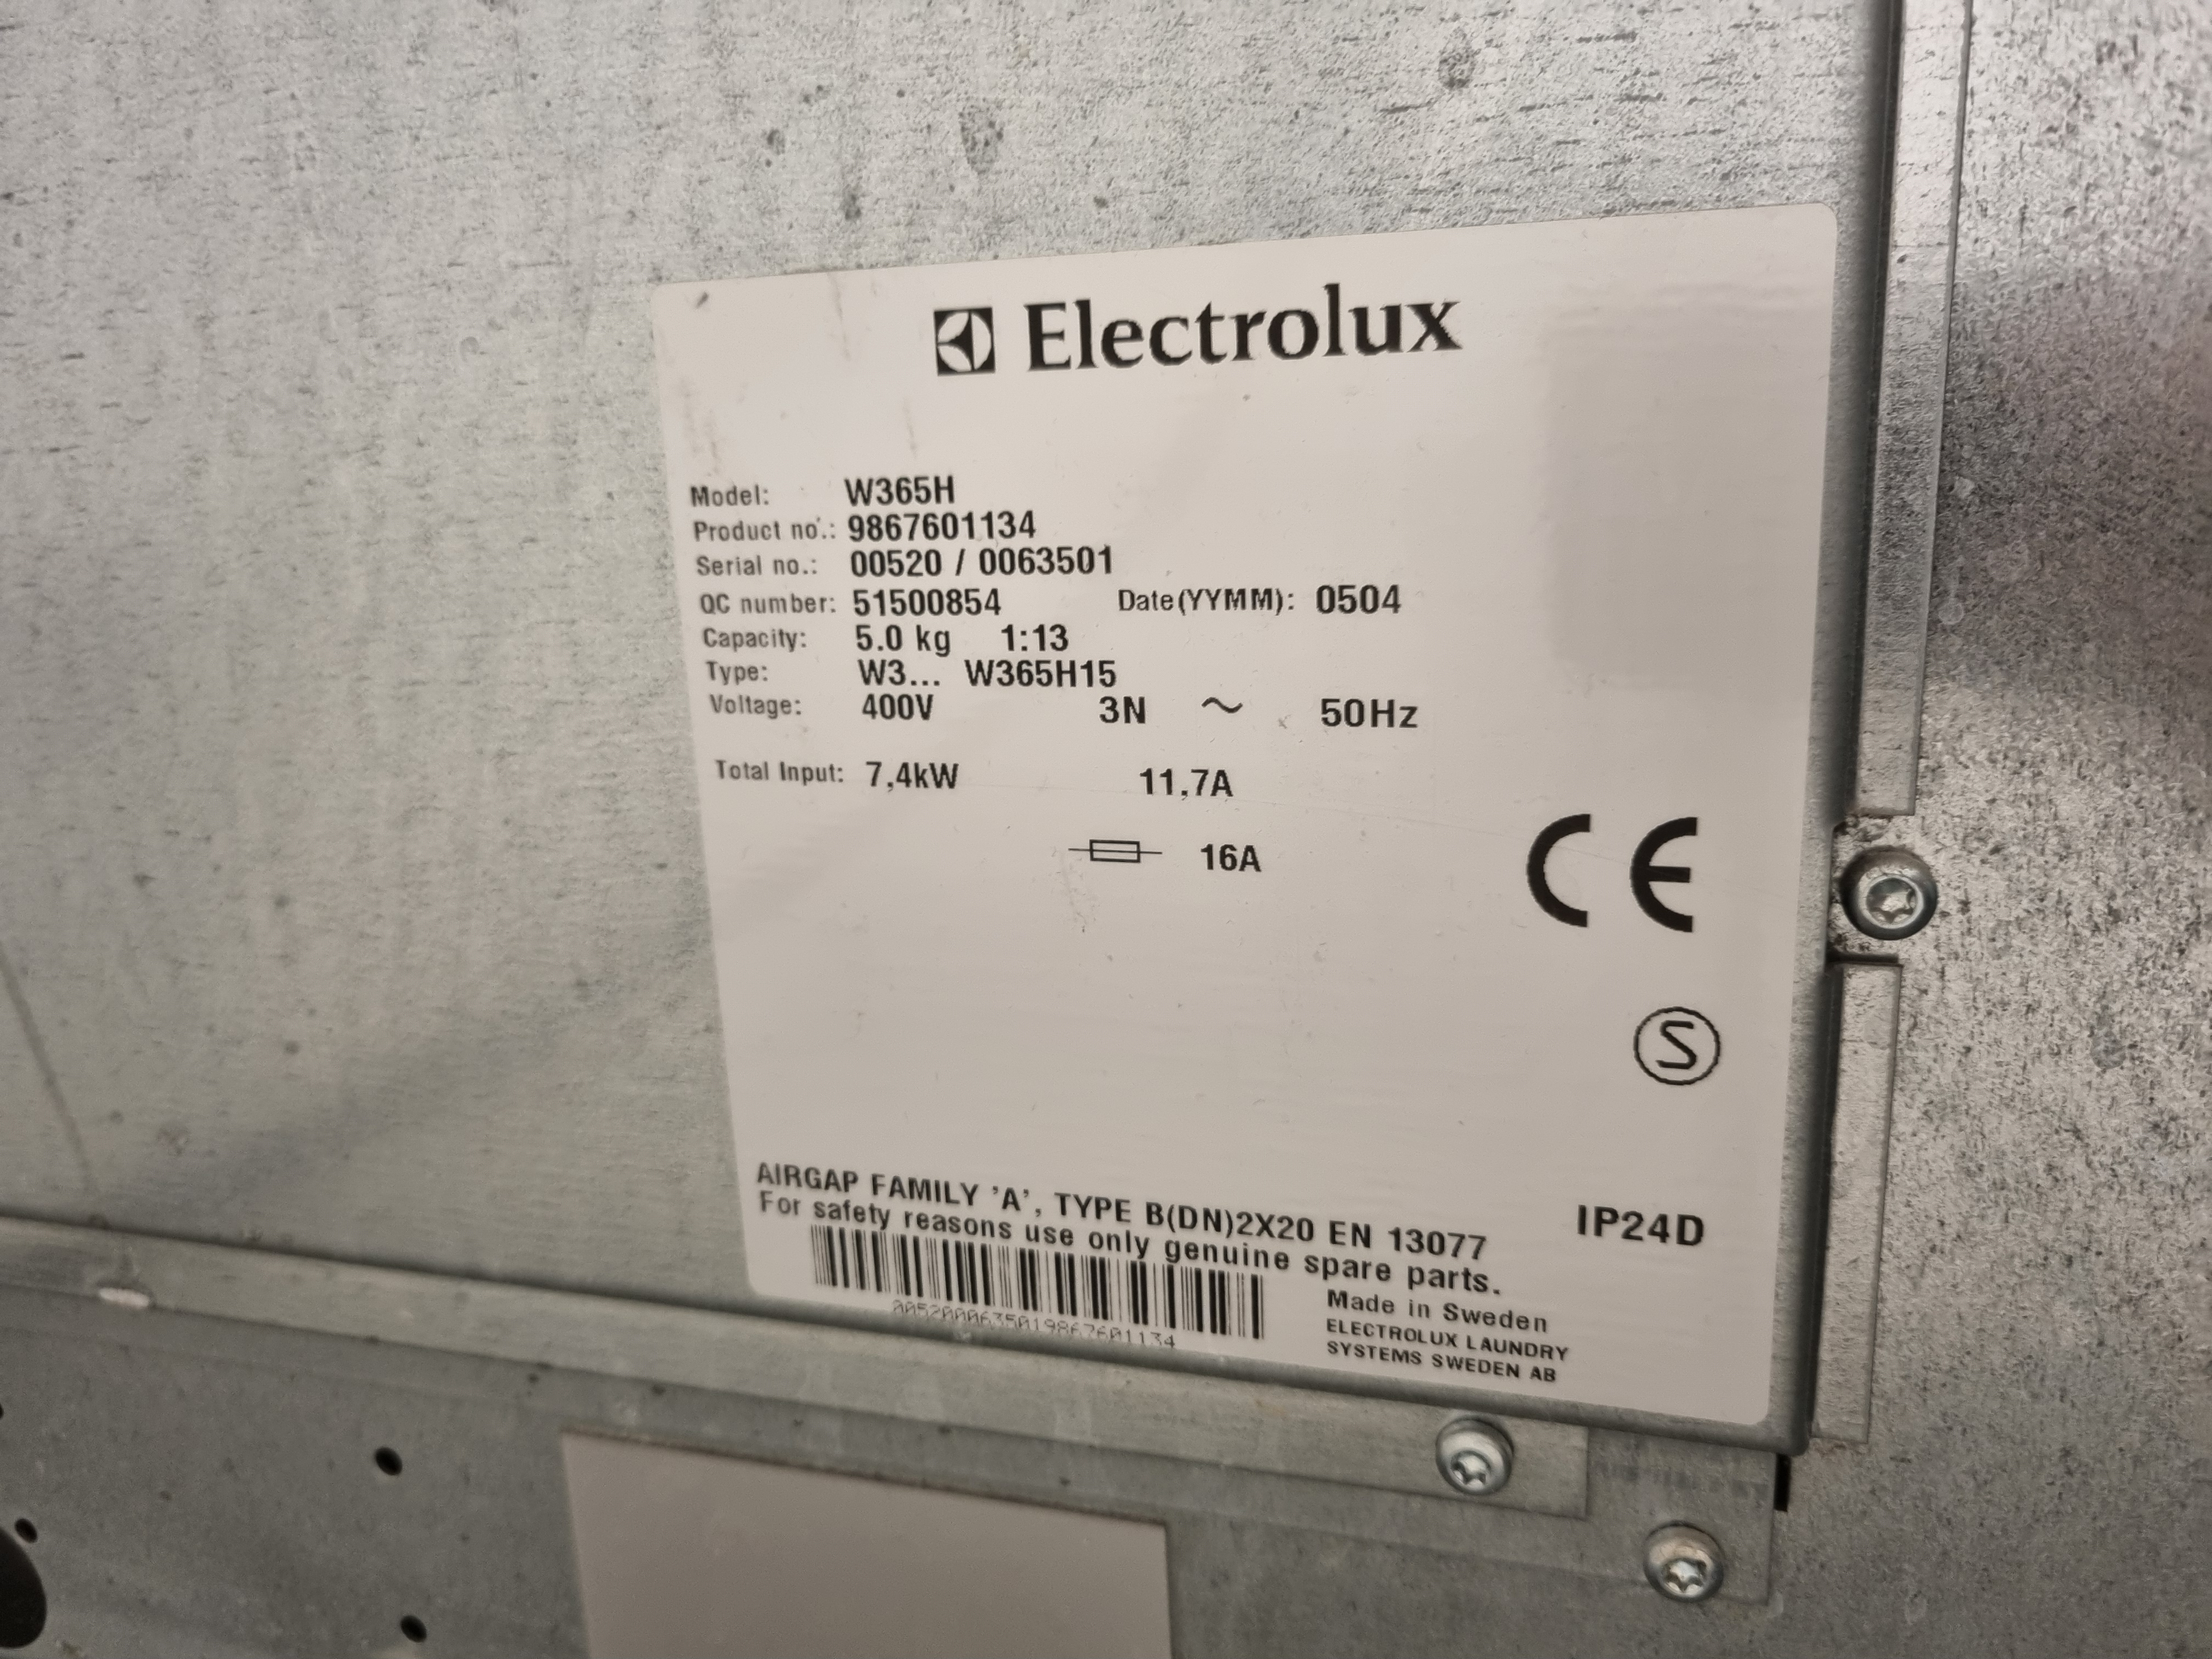 Electrolux
Model: W365H
Product no.: 9867601134
Serial no.: 00520 / 0063501
QC number: 51500854 Date(YYMM): 0504
Capacity: 5.0 kg 1:13
Type: W3... W365H15
Voltage: 400V 3N ~ 50Hz
Total Input: 7,4kW 11,7A
16A
CE
S
AIRGAP FAMILY 'A', TYPE B(DN)2X20 EN 13077
IP24D
For safety reasons use only genuine spare parts.
0052000635019867601134
Made in Sweden
ELECTROLUX LAUNDRY
SYSTEMS SWEDEN AB